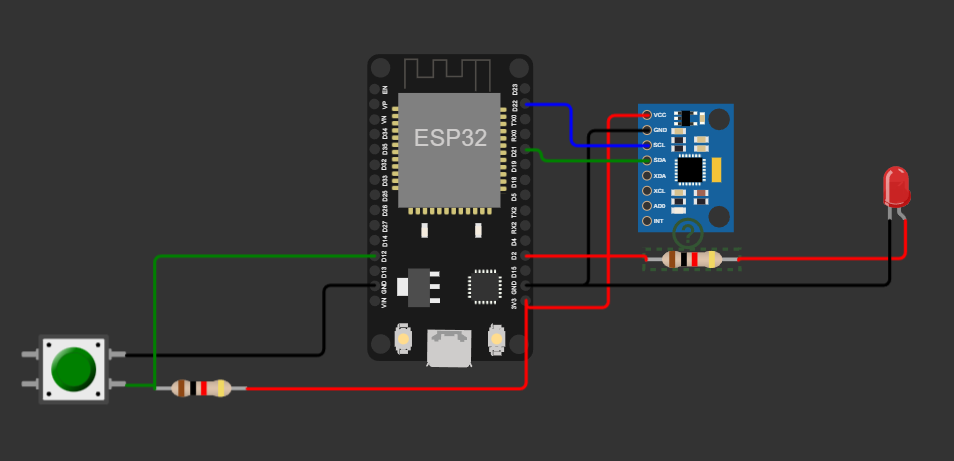 EN
VP
VN
D34
D35
D32
D33
D25
D26
D27
D14
D12
D13
GND
VIN
ESP32
D23
D22
TX0
RX0
D21
D19
D18
D5
TX2
RX2
D4
D2
D15
GND
3V3
VCC
GND
SCL
SDA
XDA
XCL
AD0
INT
?